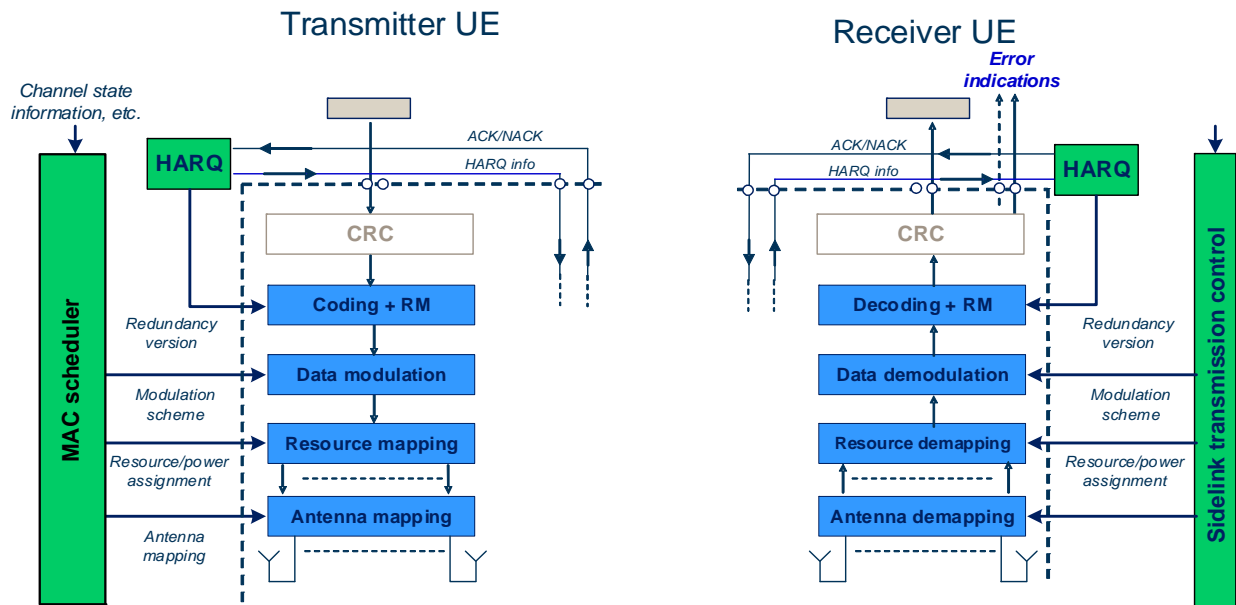 Transmitter UE
Receiver UE
Channel state
information, etc.
HARQ
ACK/NACK
HARQ info
CRC
Coding + RM
Redundancy
version
Data modulation
Modulation
scheme
Resource mapping
Resource/power
assignment
Antenna mapping
Antenna
mapping
MAC scheduler
Error
indications
ACK/NACK
HARQ info
HARQ
CRC
Decoding + RM
Redundancy
version
Data demodulation
Modulation
scheme
Resource demapping
Resource/power
assignment
Antenna demapping
Sidelink transmission control